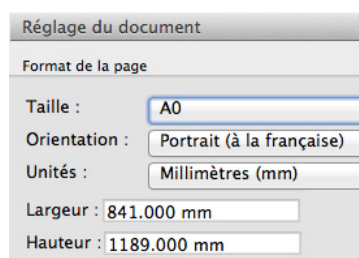 Réglage du document
Format de la page
Taille : A0
Orientation : Portrait (à la française)
Unités : Millimètres (mm)
Largeur : 841.000 mm
Hauteur : 1189.000 mm